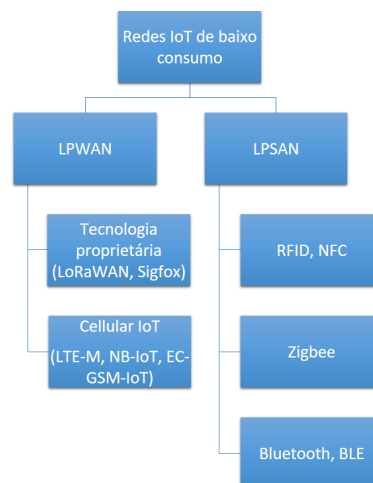 Redes IoT de baixo
consumo
LPWAN
LPSAN
Tecnologia
proprietária
(LoRaWAN, Sigfox)
RFID, NFC
Cellular IoT
(LTE-M, NB-IoT, EC-
GSM-IoT)
Zigbee
Bluetooth, BLE